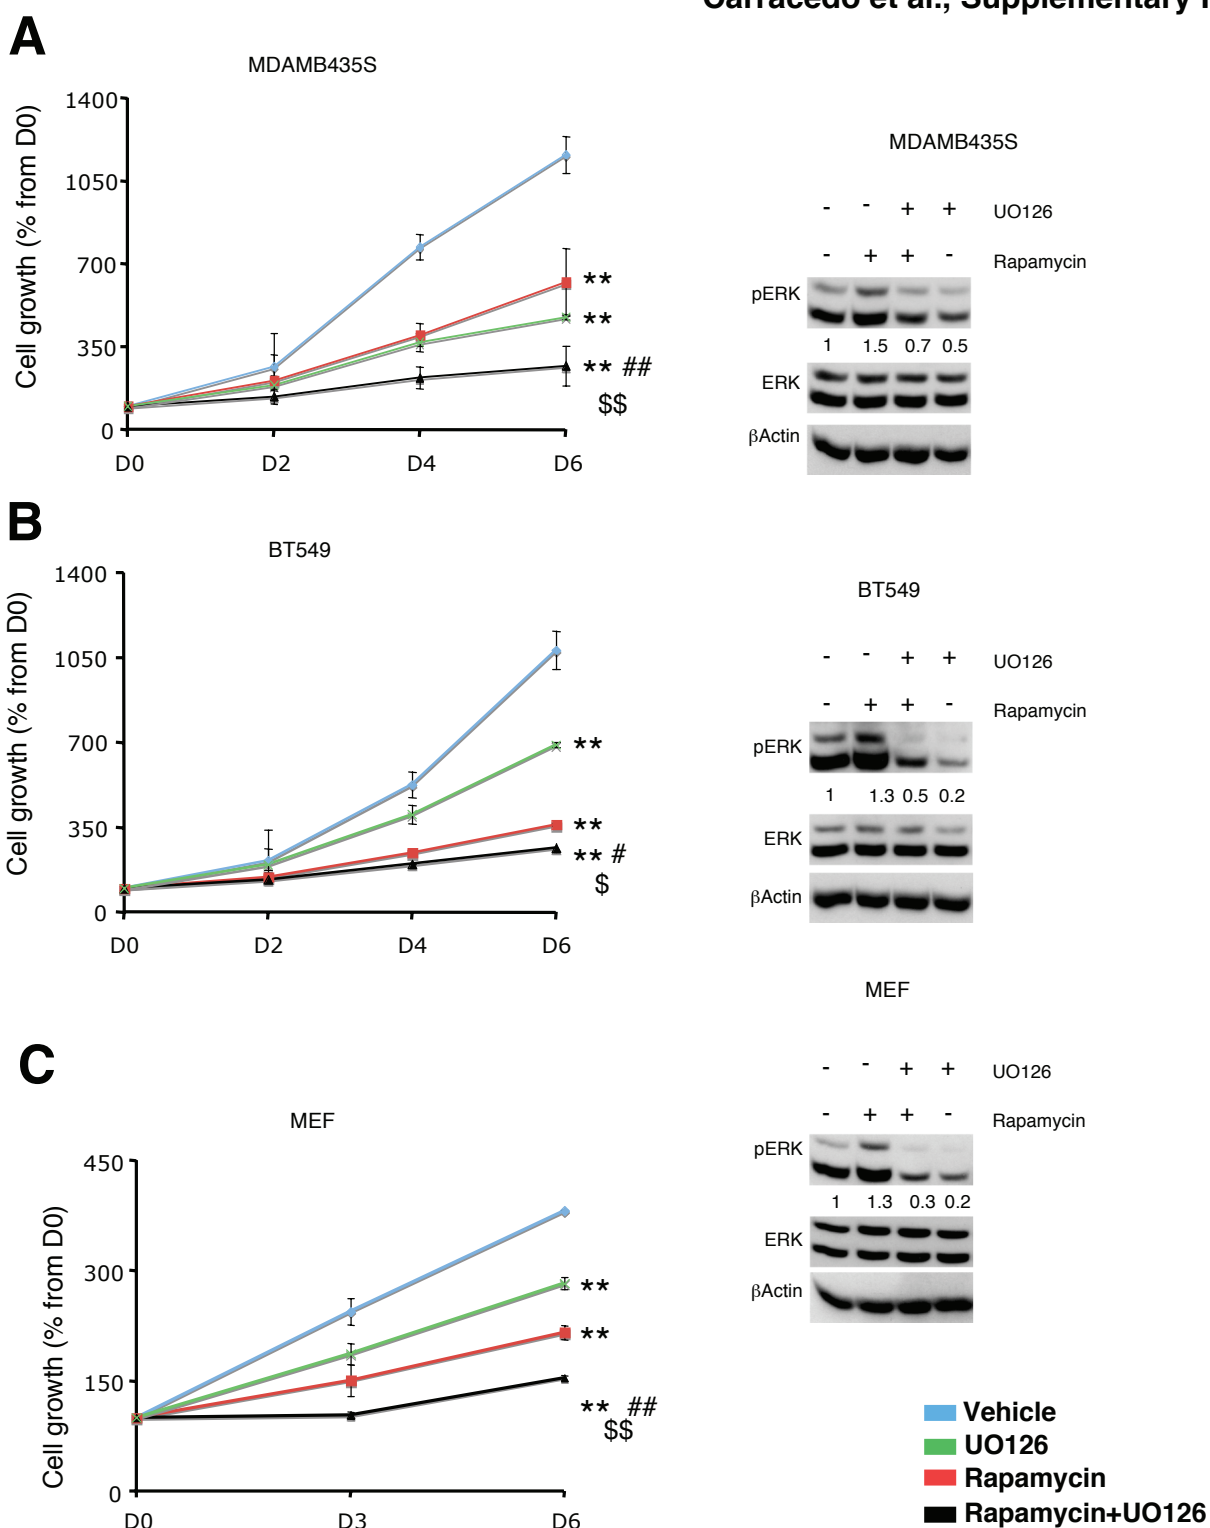 Carracedo et al., Supplementary
A
MDAMB435S
Cell growth (% from D0)
1400
1050
700
350
0
D0 D2 D4 D6
**
**
** ##
$$
MDAMB435S
- - + + UO126
- + + - Rapamycin
pERK
1 1.5 0.7 0.5
ERK
βActin
B
BT549
Cell growth (% from D0)
1400
1050
700
350
0
D0 D2 D4 D6
**
**
** #
$
BT549
- - + + UO126
- + + - Rapamycin
pERK
1 1.3 0.5 0.2
ERK
βActin
C
MEF
Cell growth (% from D0)
450
300
150
0
D0 D3 D6
**
**
** ##
$$
MEF
- - + + UO126
- + + - Rapamycin
pERK
1 1.3 0.3 0.2
ERK
βActin
Vehicle
UO126
Rapamycin
Rapamycin+UO126